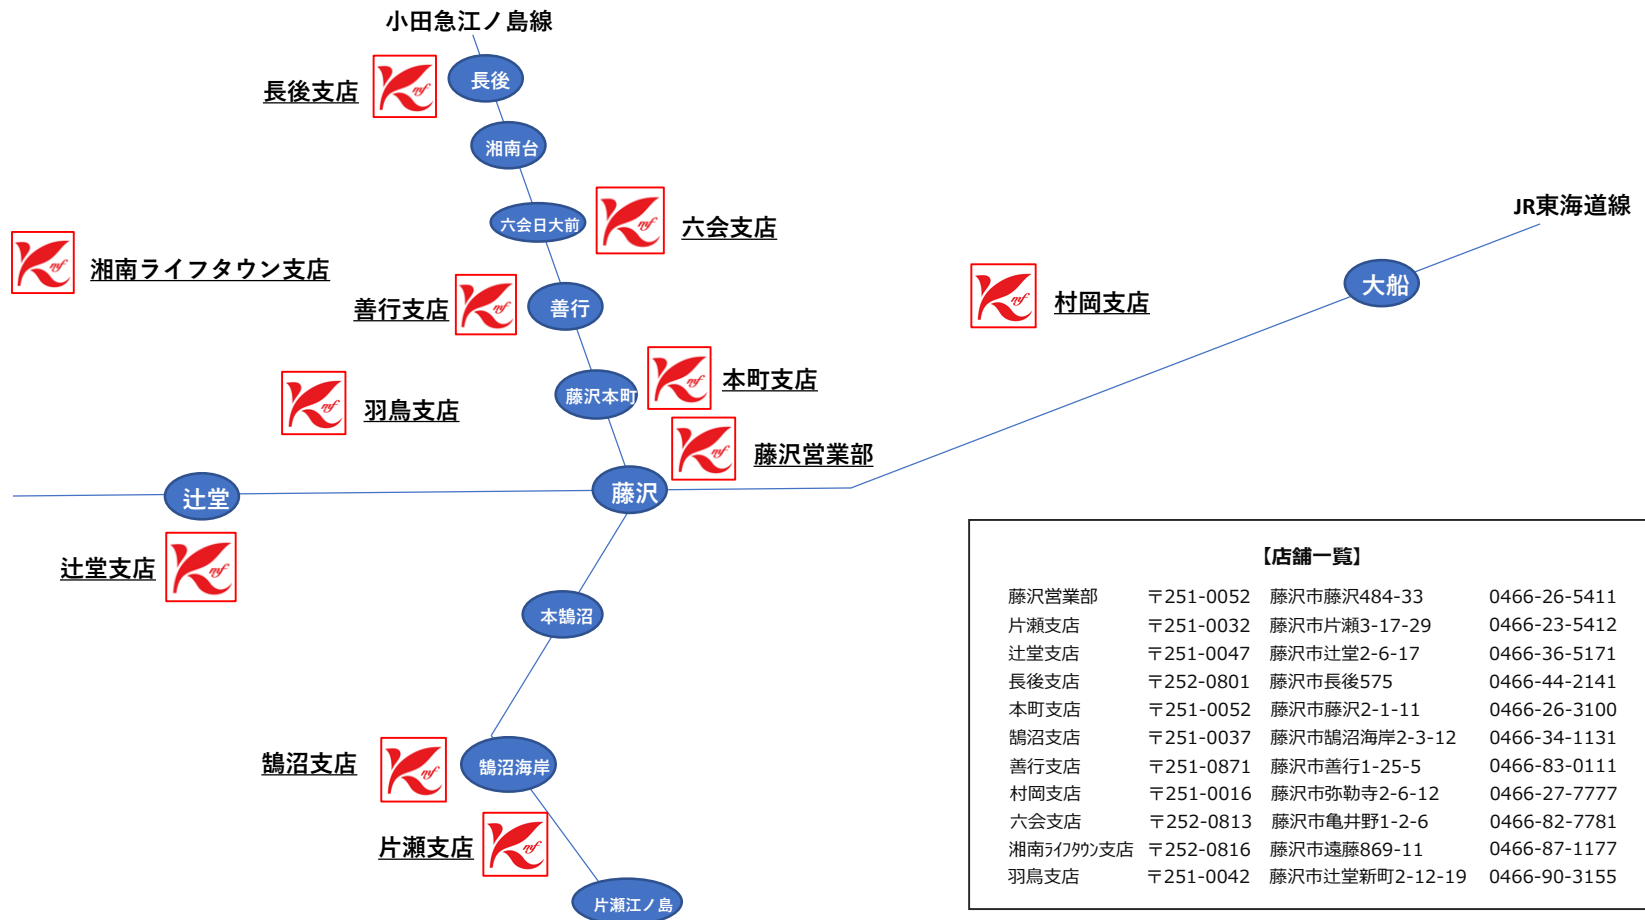 小田急江ノ島線
長後支店
長後
湘南台
六会日大前
六会支店
JR東海道線
湘南ライフタウン支店
善行支店
善行
村岡支店
大船
羽鳥支店
藤沢本町
本町支店
藤沢営業部
辻堂
藤沢
辻堂支店
本鵠沼
鵠沼支店
鵠沼海岸
片瀬支店
片瀬江ノ島
【店舗一覧】
藤沢営業部 〒251-0052 藤沢市藤沢484-33 0466-26-5411
片瀬支店 〒251-0032 藤沢市片瀬3-17-29 0466-23-5412
辻堂支店 〒251-0047 藤沢市辻堂2-6-17 0466-36-5171
長後支店 〒252-0801 藤沢市長後575 0466-44-2141
本町支店 〒251-0052 藤沢市藤沢2-1-11 0466-26-3100
鵠沼支店 〒251-0037 藤沢市鵠沼海岸2-3-12 0466-34-1131
善行支店 〒251-0871 藤沢市善行1-25-5 0466-83-0111
村岡支店 〒251-0016 藤沢市弥勒寺2-6-12 0466-27-7777
六会支店 〒252-0813 藤沢市亀井野1-2-6 0466-82-7781
湘南ﾗｲﾌﾀｳﾝ支店 〒252-0816 藤沢市遠藤869-11 0466-87-1177
羽鳥支店 〒251-0042 藤沢市辻堂新町2-12-19 0466-90-3155